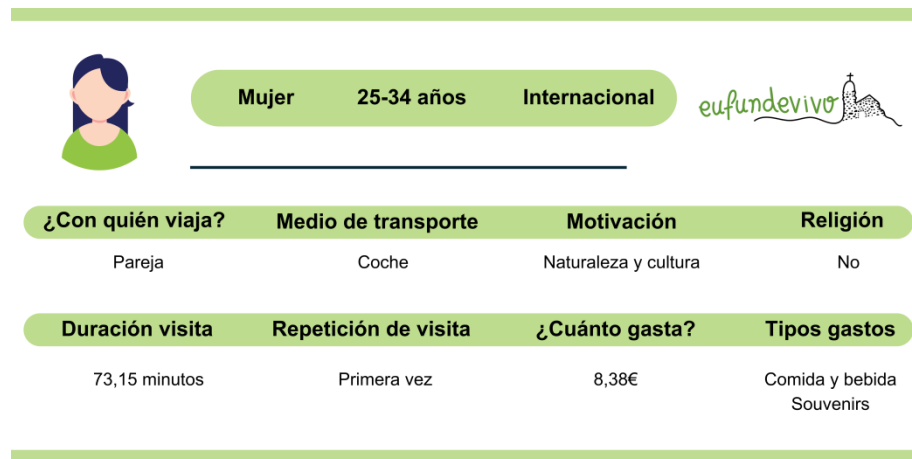 Mujer 25-34 años Internacional
eufundevivo
¿Con quién viaja? Medio de transporte Motivación Religión
Pareja Coche Naturaleza y cultura No
Duración visita Repetición de visita ¿Cuánto gasta? Tipos gastos
73,15 minutos Primera vez 8,38€ Comida y bebida
Souvenirs